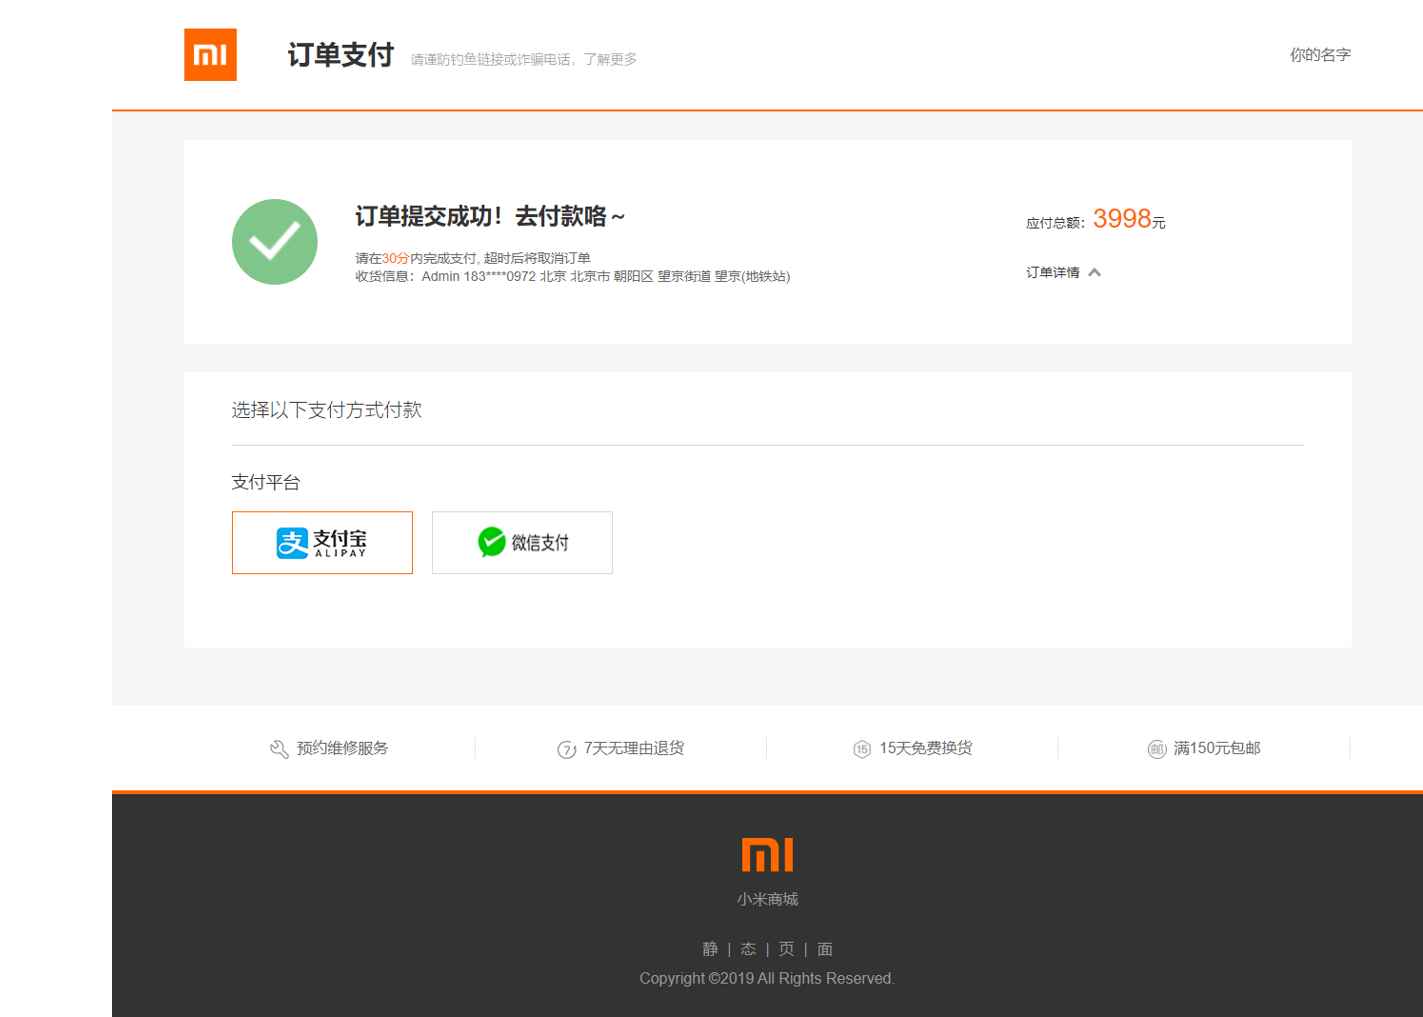 订单支付 请谨防钓鱼链接或诈骗电话，了解更多 你的名字
订单提交成功！去付款咯～
应付总额：3998元
请在30分内完成支付, 超时后将取消订单
收货信息：Admin 183****0972 北京 北京市 朝阳区 望京街道 望京(地铁站)
订单详情
选择以下支付方式付款
支付平台
支付宝
ALIPAY
微信支付
预约维修服务 7天无理由退货 15天免费换货 满150元包邮
小米商城
静 | 态 | 页 | 面
Copyright ©2019 All Rights Reserved.